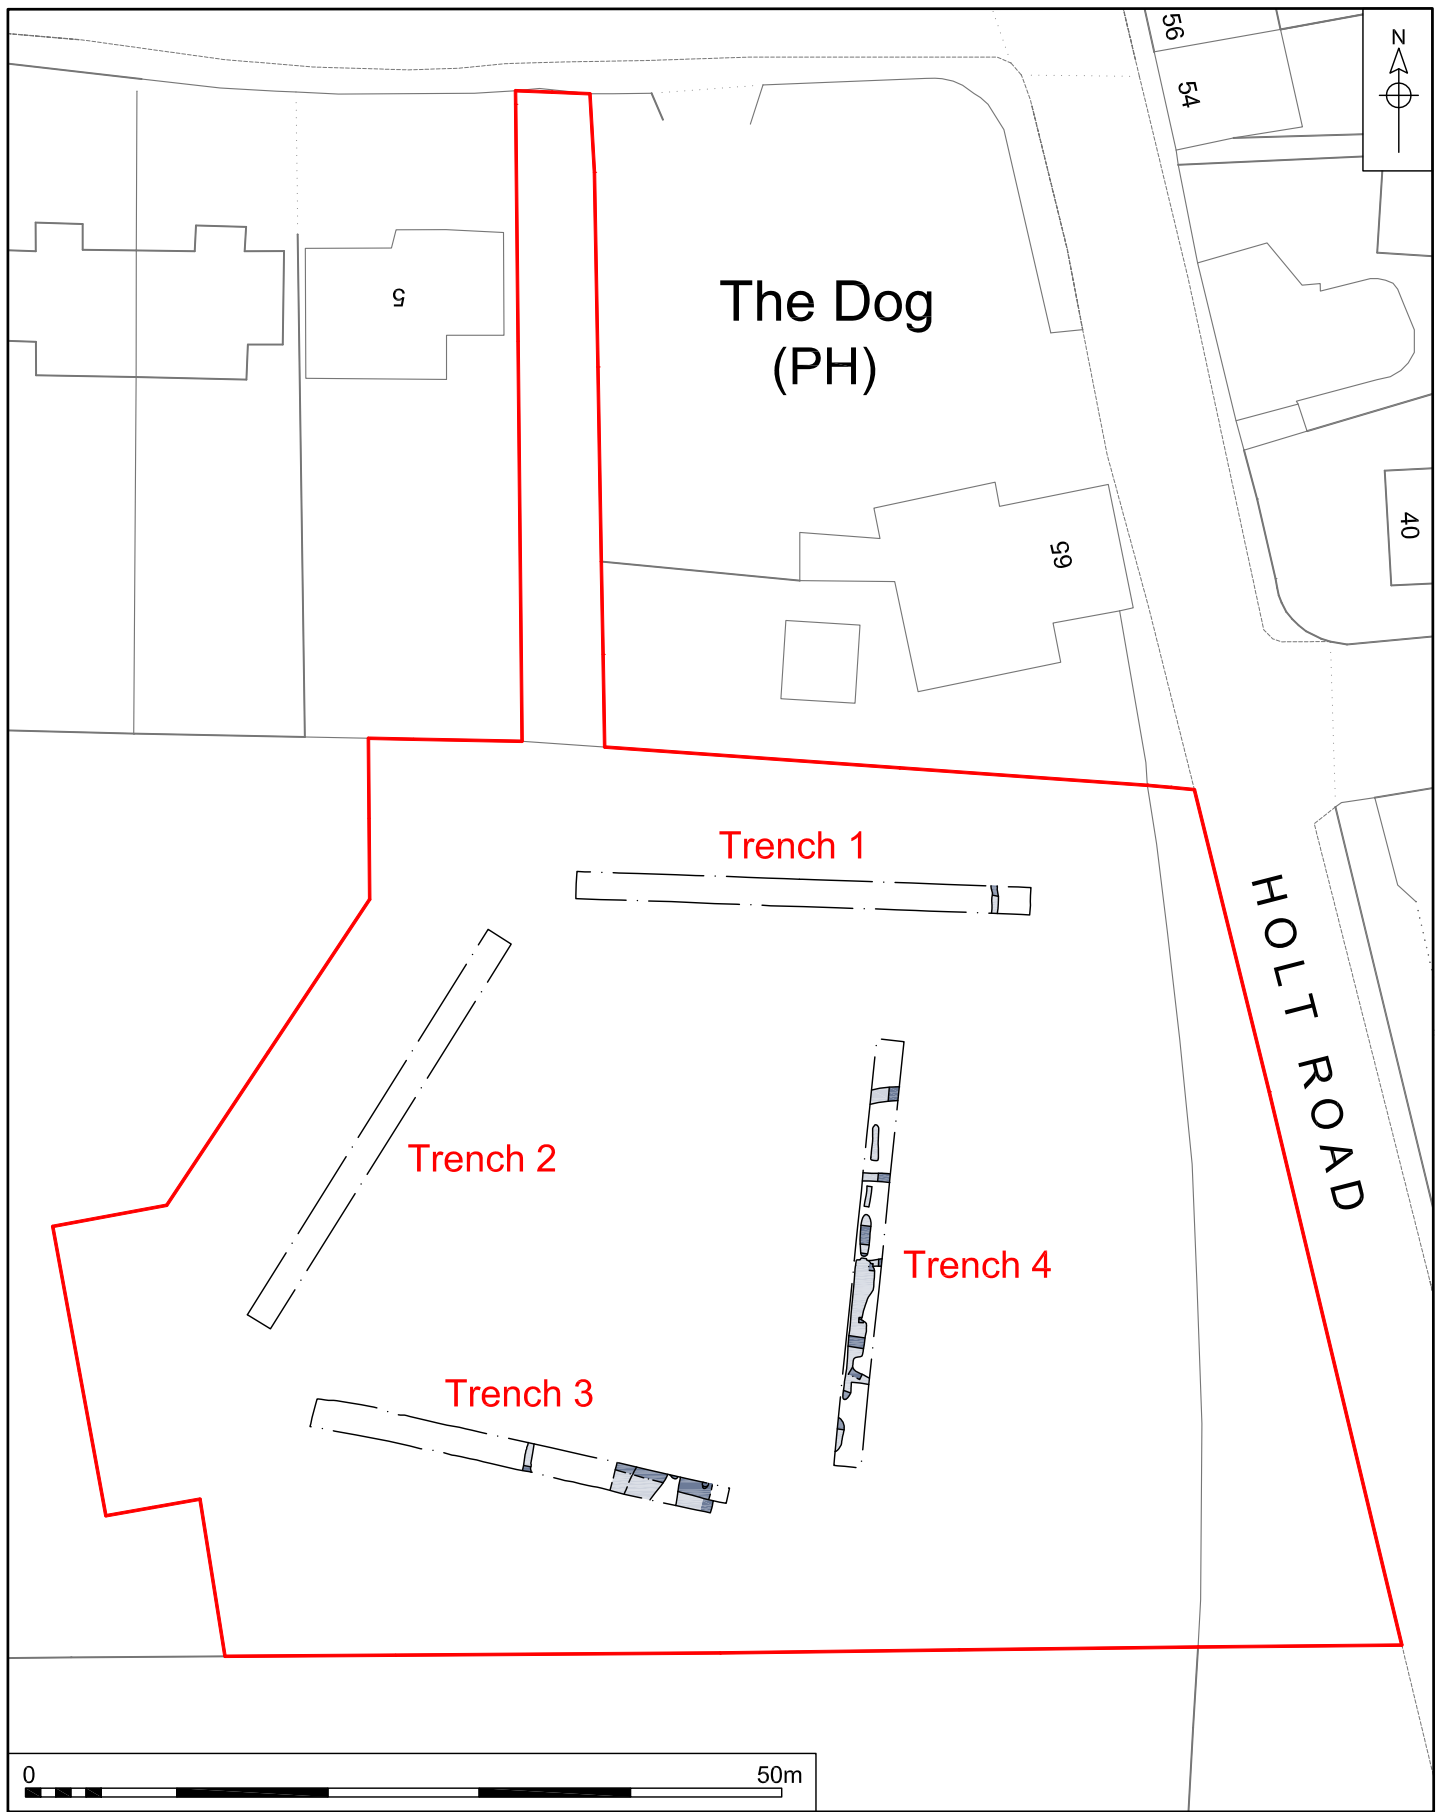 56
N
54
5
The Dog
(PH)
40
65
Trench 1
HOLT ROAD
Trench 2
Trench 4
Trench 3
0
50m